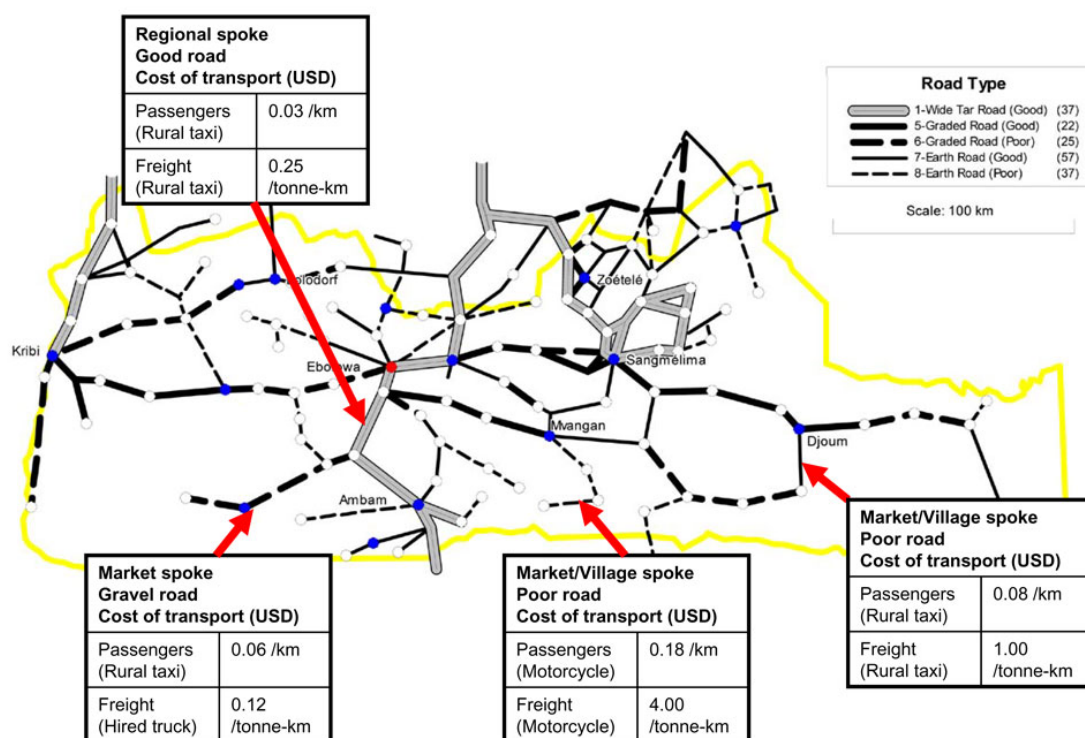 Regional spoke
Good road
Cost of transport (USD)
Passengers
(Rural taxi)
0.03 /km
Freight
(Rural taxi)
0.25
/tonne-km
Road Type
1-Wide Tar Road (Good) (37)
5-Graded Road (Good) (22)
6-Graded Road (Poor) (25)
7-Earth Road (Good) (57)
8-Earth Road (Poor) (37)
Scale: 100 km
Zoételé
Kribi
Sangmelima
Mvangan
Djoum
Ambam
Market spoke
Gravel road
Cost of transport (USD)
Passengers
(Rural taxi)
0.06 /km
Freight
(Hired truck)
0.12
/tonne-km
Market/Village spoke
Poor road
Cost of transport (USD)
Passengers
(Motorcycle)
0.18 /km
Freight
(Motorcycle)
4.00
/tonne-km
Market/Village spoke
Poor road
Cost of transport (USD)
Passengers
(Rural taxi)
0.08 /km
Freight
(Rural taxi)
1.00
/tonne-km